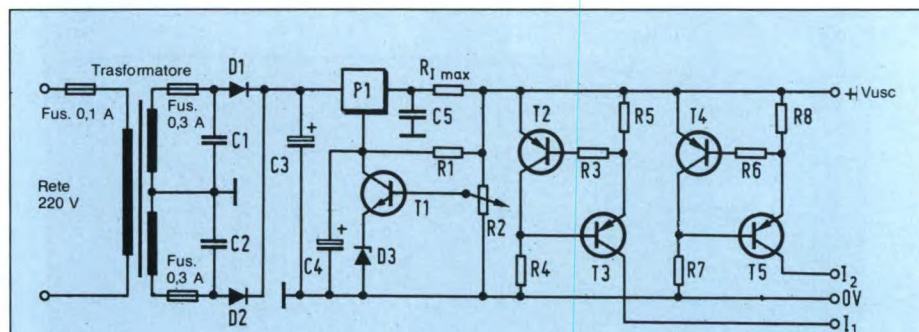 Trasformatore
D1
P1
R I max
Fus. 0,1 A
Fus.
0,3 A
C1
C3
+
C5
T2
R5
T4
R8
+ Vusc
R1
R3
R6
Rete
220 V
T1
R2
C2
C4
+
D3
R4
T3
R7
T5
I2
Fus.
0,3 A
D2
0V
I1